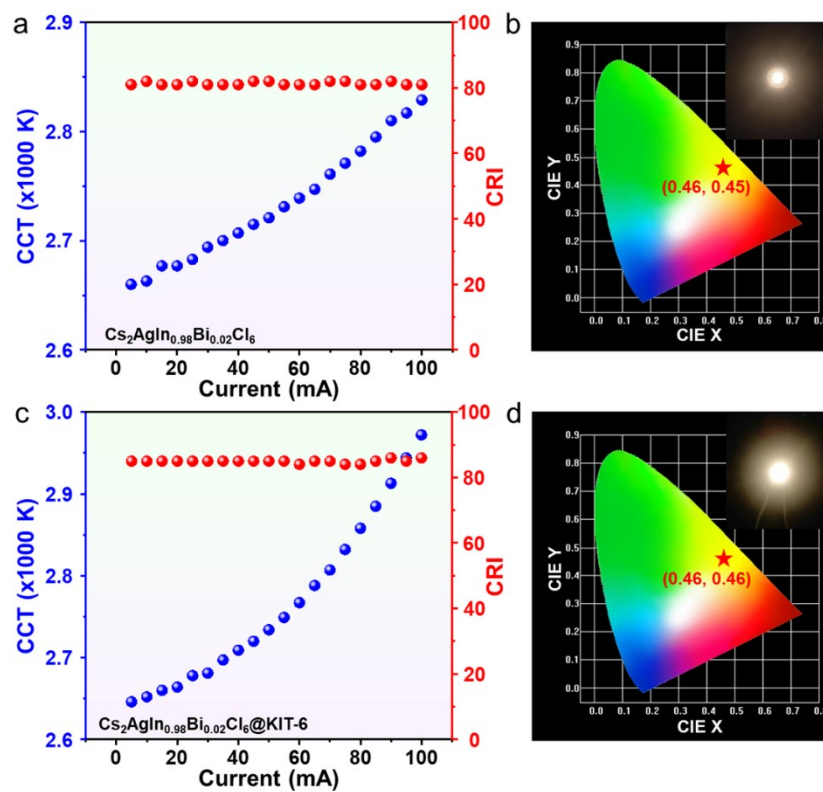 a
2.9
2.8
2.7
2.6
CCT (x1000 K)
100
80
60
40
20
0
CRI
Cs₂AgIn₀.₉₈Bi₀.₀₂Cl₆
0 20 40 60 80 100
Current (mA)
b
0.9
0.8
0.7
0.6
0.5
0.4
0.3
0.2
0.1
0.0
CIE Y
(0.46, 0.45)
0.0 0.1 0.2 0.3 0.4 0.5 0.6 0.7 0.8
CIE X
c
3.0
2.9
2.8
2.7
2.6
CCT (x1000 K)
100
80
60
40
20
0
CRI
Cs₂AgIn₀.₉₈Bi₀.₀₂Cl₆@KIT-6
0 20 40 60 80 100
Current (mA)
d
0.9
0.8
0.7
0.6
0.5
0.4
0.3
0.2
0.1
0.0
CIE Y
(0.46, 0.46)
0.0 0.1 0.2 0.3 0.4 0.5 0.6 0.7 0.8
CIE X